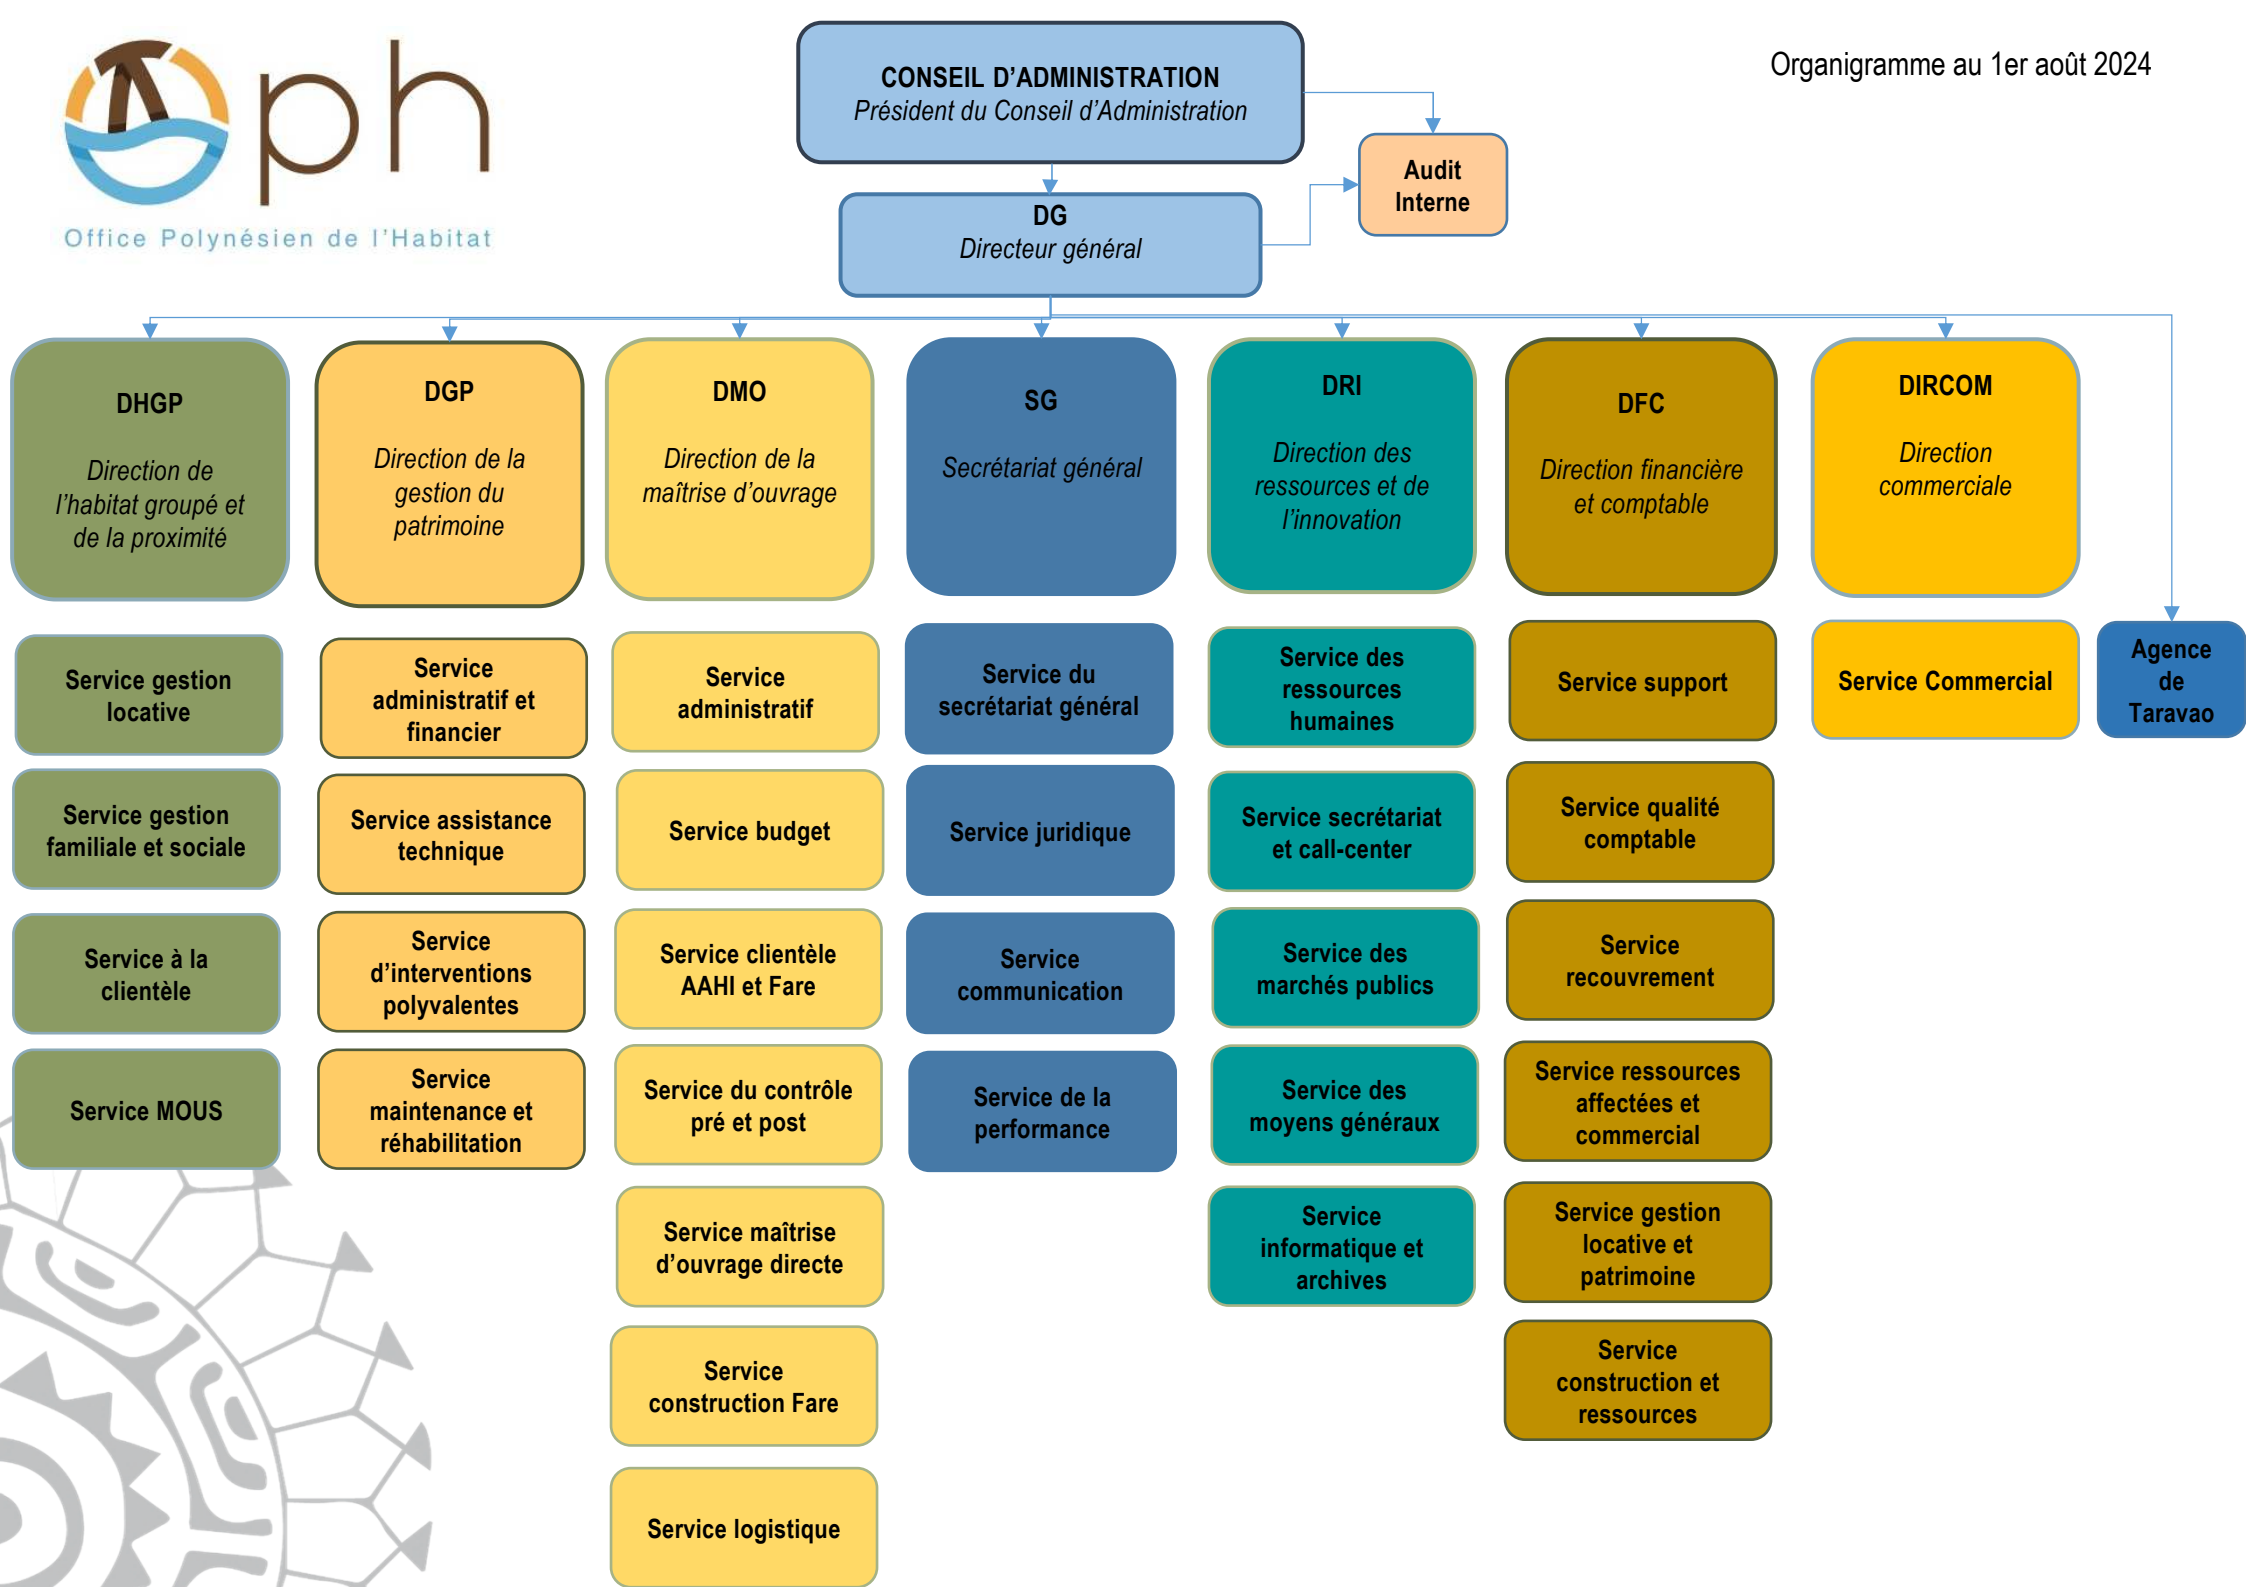 Organigramme au 1er août 2024
ph
Office Polynésien de l'Habitat
CONSEIL D’ADMINISTRATION
Président du Conseil d’Administration
Audit
Interne
DG
Directeur général
DHGP
Direction de
l’habitat groupé et
de la proximité
DGP
Direction de la
gestion du
patrimoine
DMO
Direction de la
maîtrise d’ouvrage
SG
Secrétariat général
DRI
Direction des
ressources et de
l’innovation
DFC
Direction financière
et comptable
DIRCOM
Direction
commerciale
Service gestion
locative
Service gestion
familiale et sociale
Service à la
clientèle
Service MOUS
Service
administratif et
financier
Service assistance
technique
Service
d’interventions
polyvalentes
Service
maintenance et
réhabilitation
Service
administratif
Service budget
Service clientèle
AAHI et Fare
Service du contrôle
pré et post
Service maîtrise
d’ouvrage directe
Service
construction Fare
Service logistique
Service du
secrétariat général
Service juridique
Service
communication
Service de la
performance
Service des
ressources
humaines
Service secrétariat
et call-center
Service des
marchés publics
Service des
moyens généraux
Service
informatique et
archives
Service support
Service qualité
comptable
Service
recouvrement
Service ressources
affectées et
commercial
Service gestion
locative et
patrimoine
Service
construction et
ressources
Service Commercial
Agence
de
Taravao